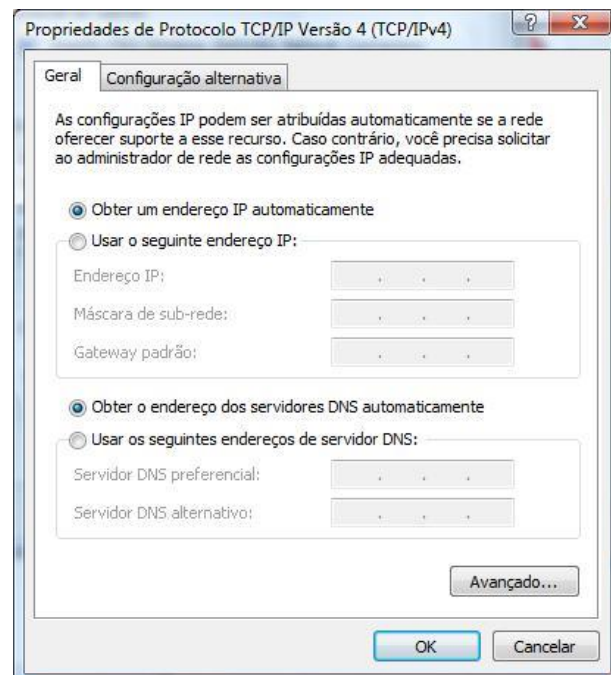 Propriedades de Protocolo TCP/IP Versão 4 (TCP/IPv4)
Geral
Configuração alternativa
As configurações IP podem ser atribuídas automaticamente se a rede
oferecer suporte a esse recurso. Caso contrário, você precisa solicitar
ao administrador de rede as configurações IP adequadas.
Obter um endereço IP automaticamente
Usar o seguinte endereço IP:
Endereço IP:
Máscara de sub-rede:
Gateway padrão:
Obter o endereço dos servidores DNS automaticamente
Usar os seguintes endereços de servidor DNS:
Servidor DNS preferencial:
Servidor DNS alternativo:
Avançado...
OK
Cancelar